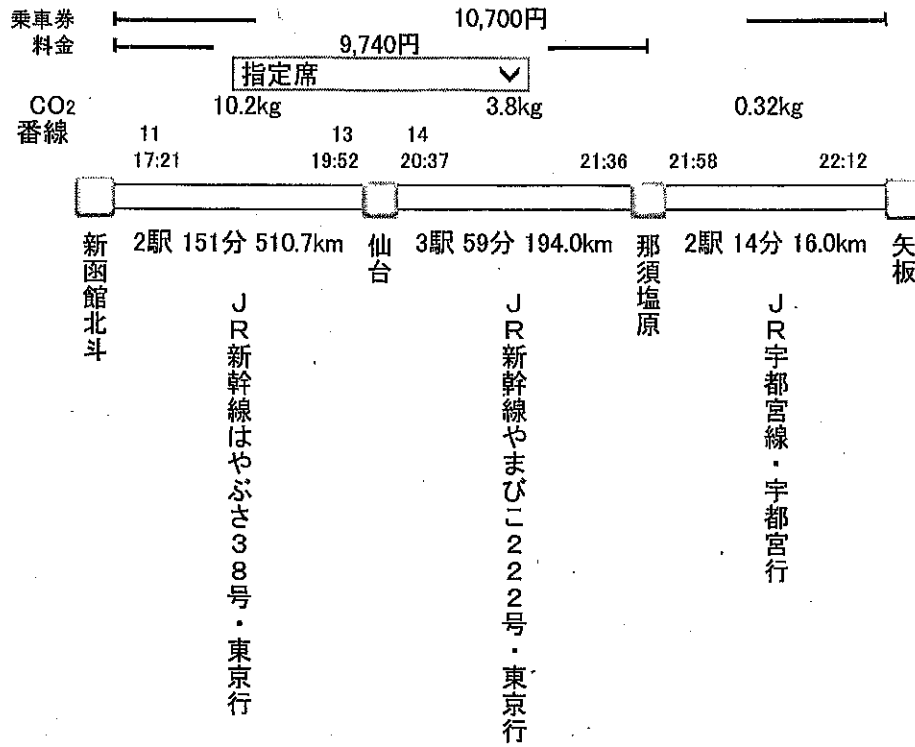 乗車券 10,700円
料金 9,740円
指定席
CO2 10.2kg 3.8kg 0.32kg
番線 11 13 14
17:21 19:52 20:37 21:36 21:58 22:12
2駅 151分 510.7km 3駅 59分 194.0km 2駅 14分 16.0km
新函館北斗
仙台
那須塩原
矢板
JR新幹線はやぶさ38号・東京行
JR新幹線やまびこ222号・東京行
JR宇都宮線・宇都宮行